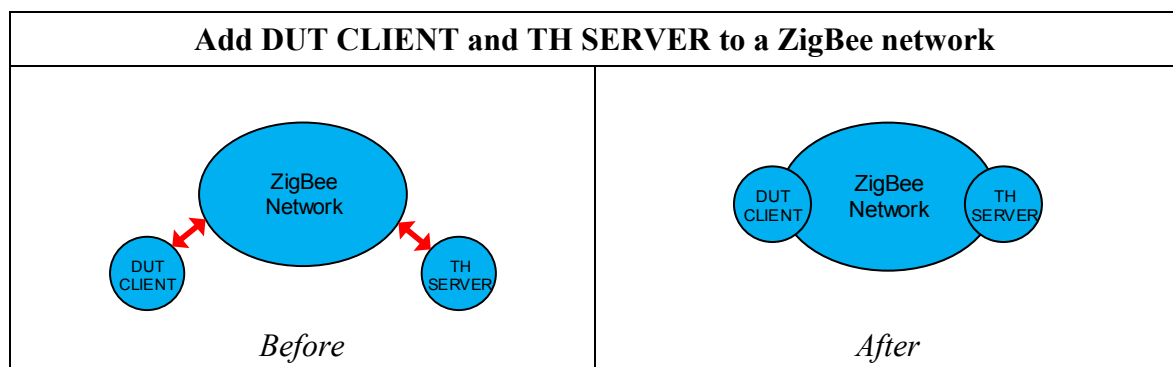 Add DUT CLIENT and TH SERVER to a ZigBee network
ZigBee
Network
DUT
CLIENT
TH
SERVER
Before
DUT
CLIENT
ZigBee
Network
TH
SERVER
After